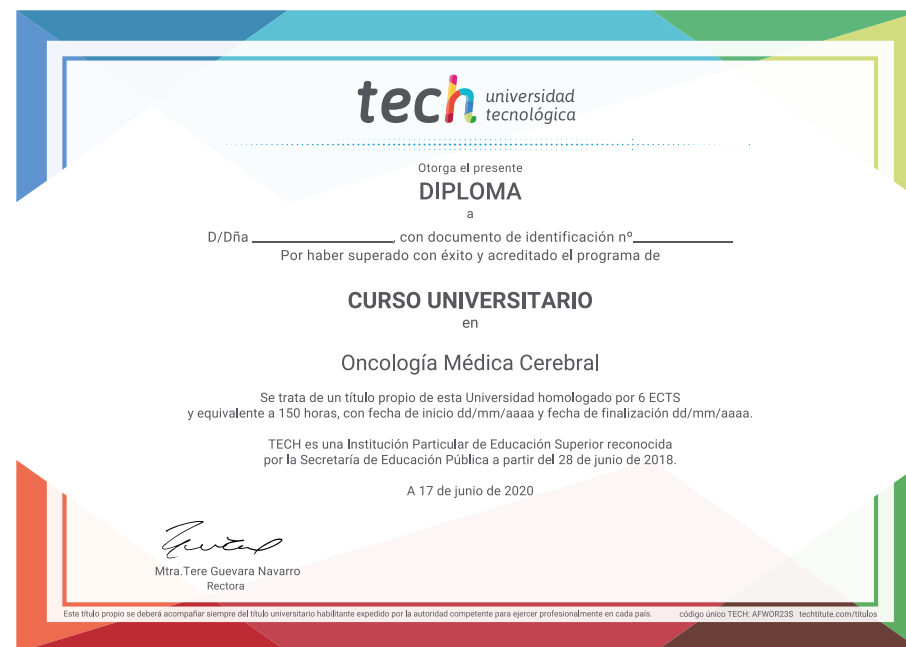 tech universidad
tecnológica
Otorga el presente
DIPLOMA
a
D/Dña ____________________, con documento de identificación nº______________
Por haber superado con éxito y acreditado el programa de
CURSO UNIVERSITARIO
en
Oncología Médica Cerebral
Se trata de un título propio de esta Universidad homologado por 6 ECTS
y equivalente a 150 horas, con fecha de inicio dd/mm/aaaa y fecha de finalización dd/mm/aaaa.
TECH es una Institución Particular de Educación Superior reconocida
por la Secretaría de Educación Pública a partir del 28 de junio de 2018.
A 17 de junio de 2020
Mtra.Tere Guevara Navarro
Rectora
Este título propio se deberá acompañar siempre del título universitario habilitante expedido por la autoridad competente para ejercer profesionalmente en cada país. código único TECH: AFWOR23S techtitute.com/titulos